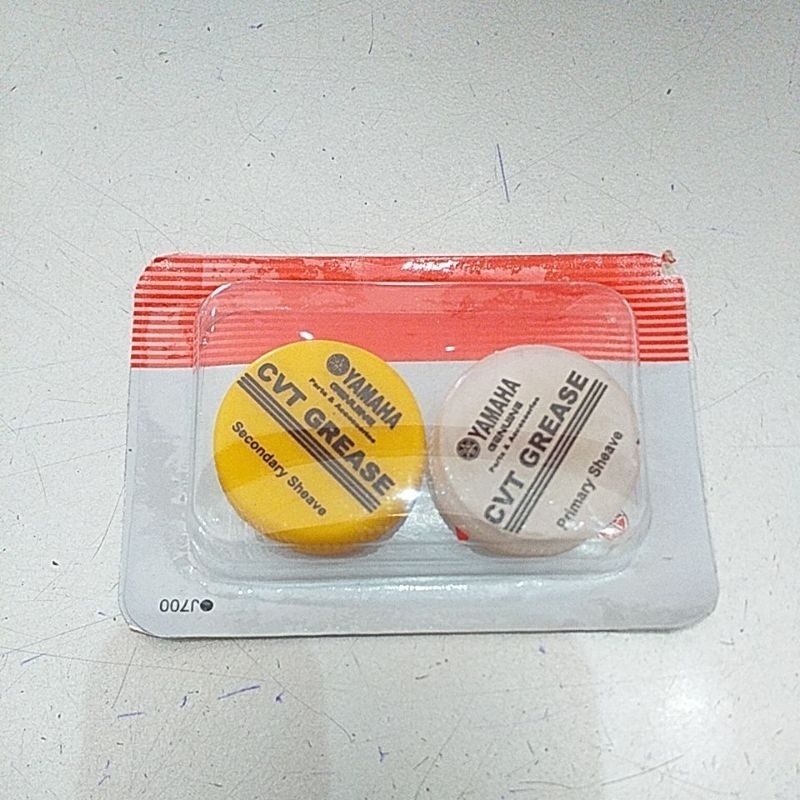 YAMAHA
GENUINE
Parts & Accessories
CVT GREASE
Secondary Sheave
YAMAHA
GENUINE
Parts & Accessories
CVT GREASE
Primary Sheave
J700